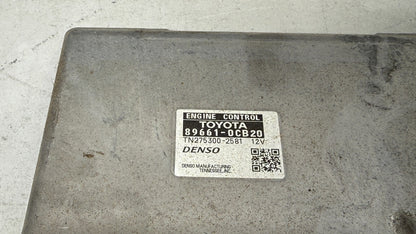 ENGINE CONTROL
TOYOTA
89661-0CB20
TN275300-2581 12V
DENSO
DENSO MANUFACTURING
TENNESSEE, INC.